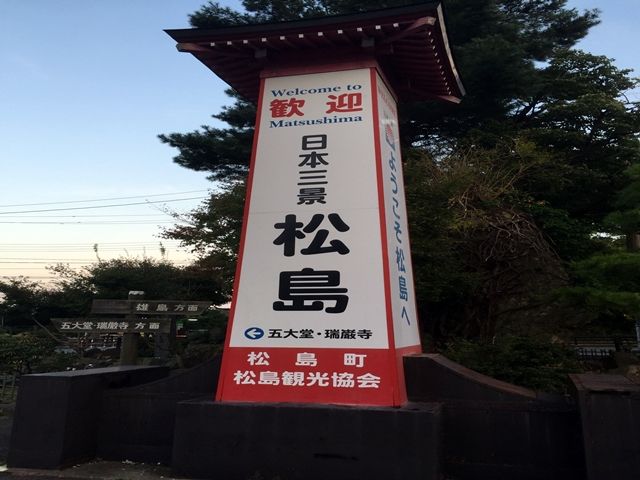 Welcome to
歓迎
Matsushima
日本三景
松島
五大堂・瑞巌寺
松島町
松島観光協会
ようこそ松島へ
雄島方面
五大堂・瑞巌寺方面